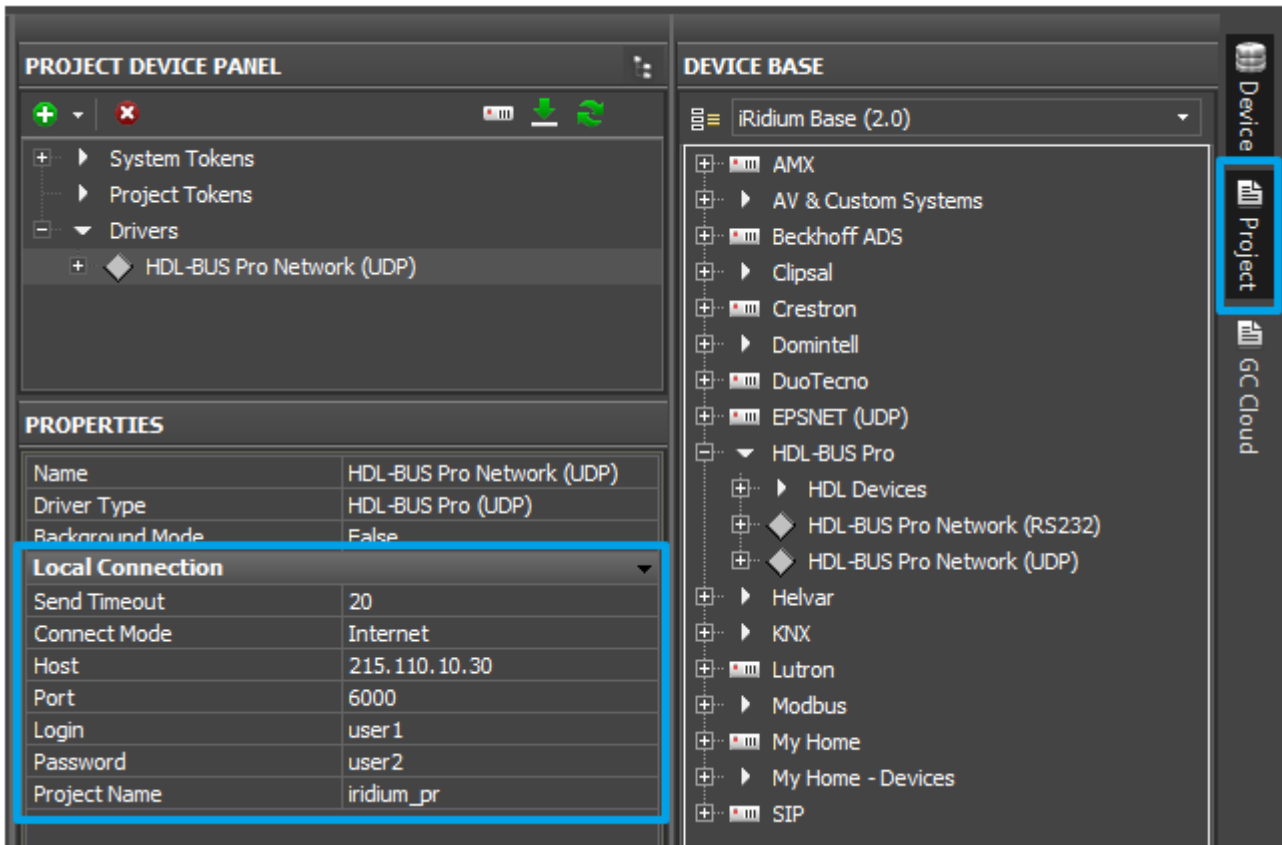 PROJECT DEVICE PANEL
System Tokens
Project Tokens
Drivers
HDL-BUS Pro Network (UDP)
PROPERTIES
Name HDL-BUS Pro Network (UDP)
Driver Type HDL-BUS Pro (UDP)
Background Mode False
Local Connection
Send Timeout 20
Connect Mode Internet
Host 215.110.10.30
Port 6000
Login user1
Password user2
Project Name iridium_pr
DEVICE BASE
iRidium Base (2.0)
AMX
AV & Custom Systems
Beckhoff ADS
Clipsal
Crestron
Domintell
DuoTecno
EPSNET (UDP)
HDL-BUS Pro
HDL Devices
HDL-BUS Pro Network (RS232)
HDL-BUS Pro Network (UDP)
Helvar
KNX
Lutron
Modbus
My Home
My Home - Devices
SIP
Device
Project
GC Cloud